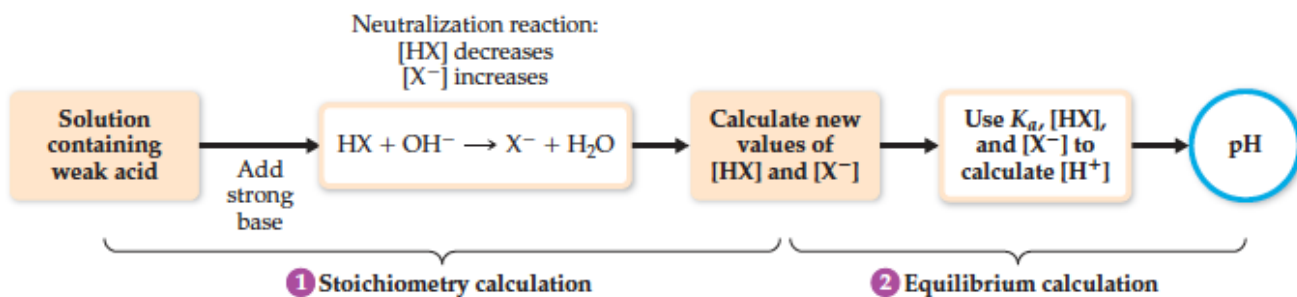 Neutralization reaction:
[HX] decreases
[X⁻] increases
Solution
containing
weak acid
Add
strong
base
HX + OH⁻ ⟶ X⁻ + H₂O
Calculate new
values of
[HX] and [X⁻]
Use Kₐ, [HX],
and [X⁻] to
calculate [H⁺]
pH
1 Stoichiometry calculation
2 Equilibrium calculation